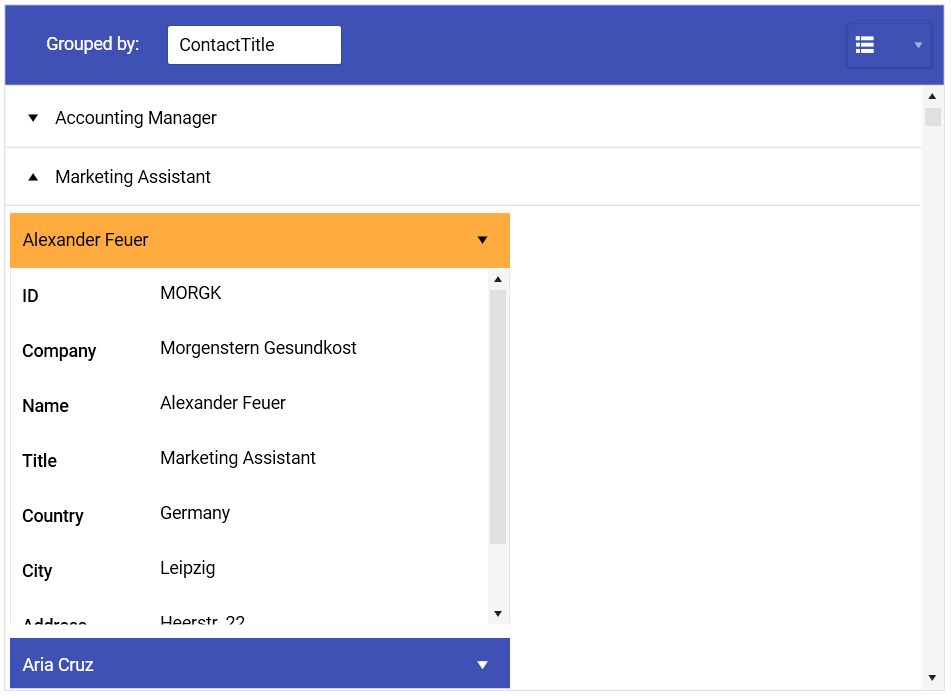 Grouped by: ContactTitle
Accounting Manager
Marketing Assistant
Alexander Feuer
ID MORGK
Company Morgenstern Gesundkost
Name Alexander Feuer
Title Marketing Assistant
Country Germany
City Leipzig
Address Heerstr. 22
Aria Cruz